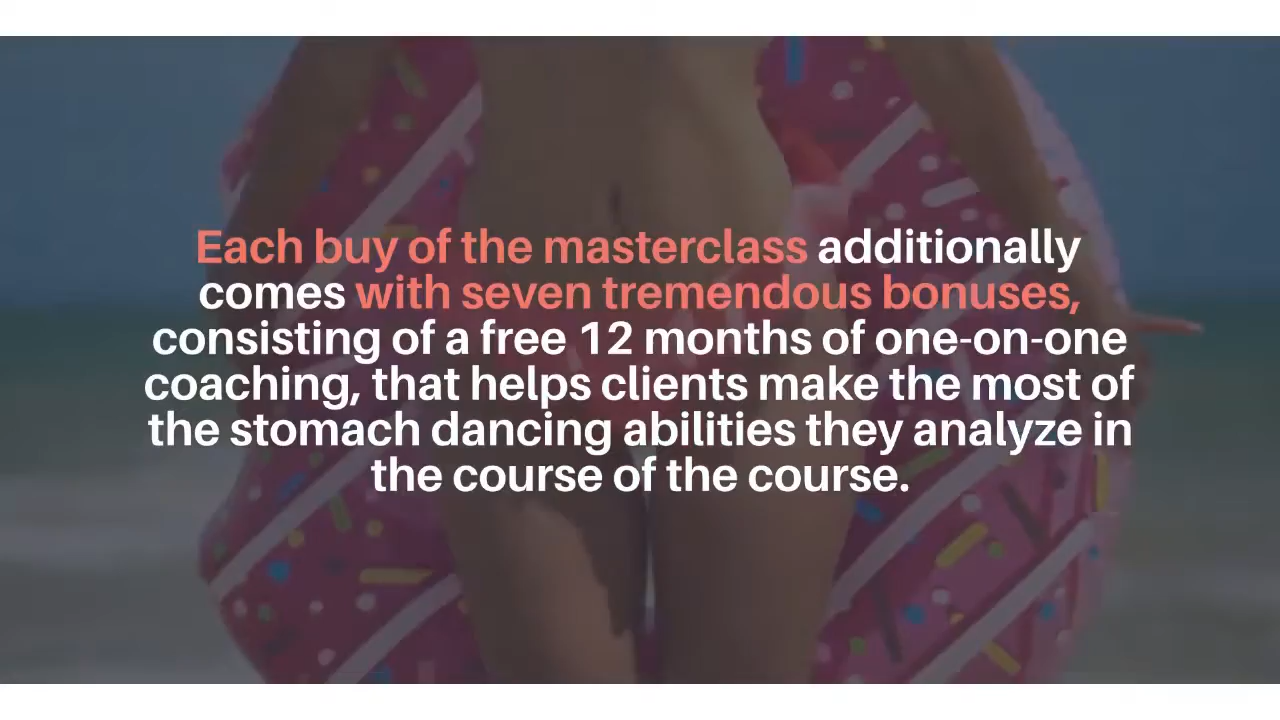 Each buy of the masterclass additionally
comes with seven tremendous bonuses,
consisting of a free 12 months of one-on-one
coaching, that helps clients make the most of
the stomach dancing abilities they analyze in
the course of the course.